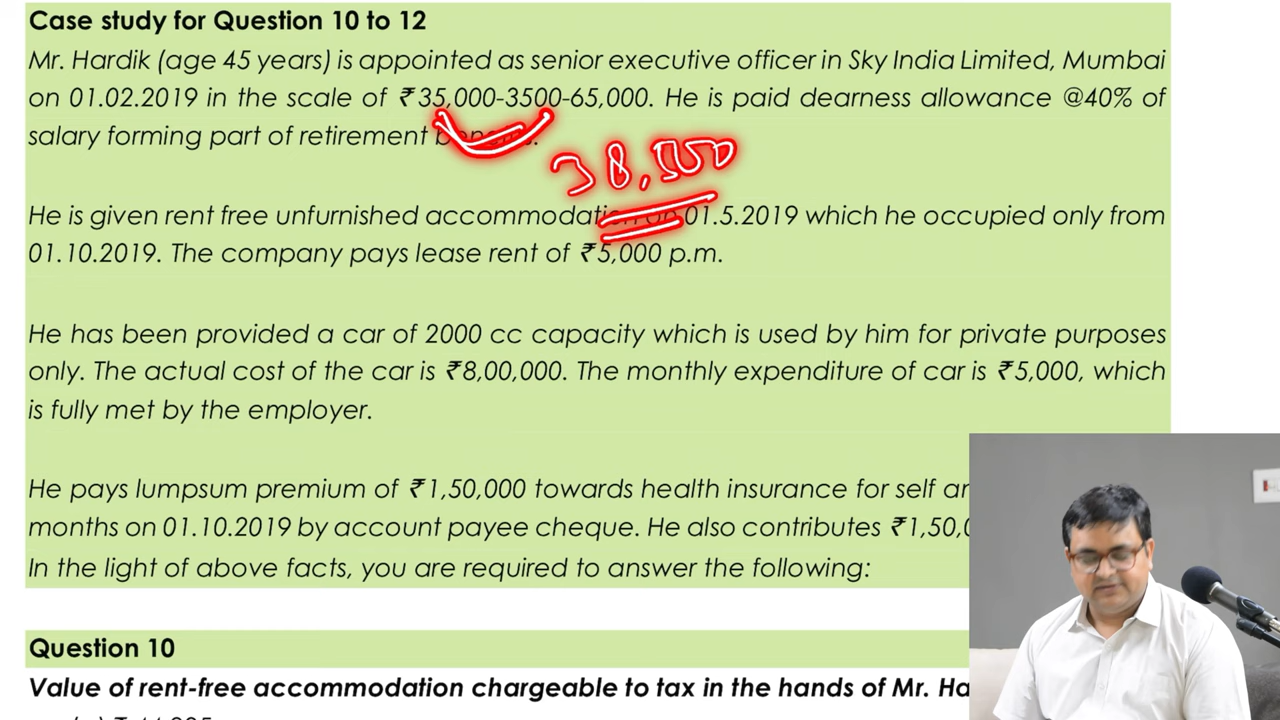 Case study for Question 10 to 12
Mr. Hardik (age 45 years) is appointed as senior executive officer in Sky India Limited, Mumbai
on 01.02.2019 in the scale of ₹35,000-3500-65,000. He is paid dearness allowance @40% of
salary forming part of retirement
38,500
He is given rent free unfurnished accommodation on 01.5.2019 which he occupied only from
01.10.2019. The company pays lease rent of ₹5,000 p.m.
He has been provided a car of 2000 cc capacity which is used by him for private purposes
only. The actual cost of the car is ₹8,00,000. The monthly expenditure of car is ₹5,000, which
is fully met by the employer.
He pays lumpsum premium of ₹1,50,000 towards health insurance for self
months on 01.10.2019 by account payee cheque. He also contributes
In the light of above facts, you are required to answer the following:
Question 10
Value of rent-free accommodation chargeable to tax in the hands of Mr.